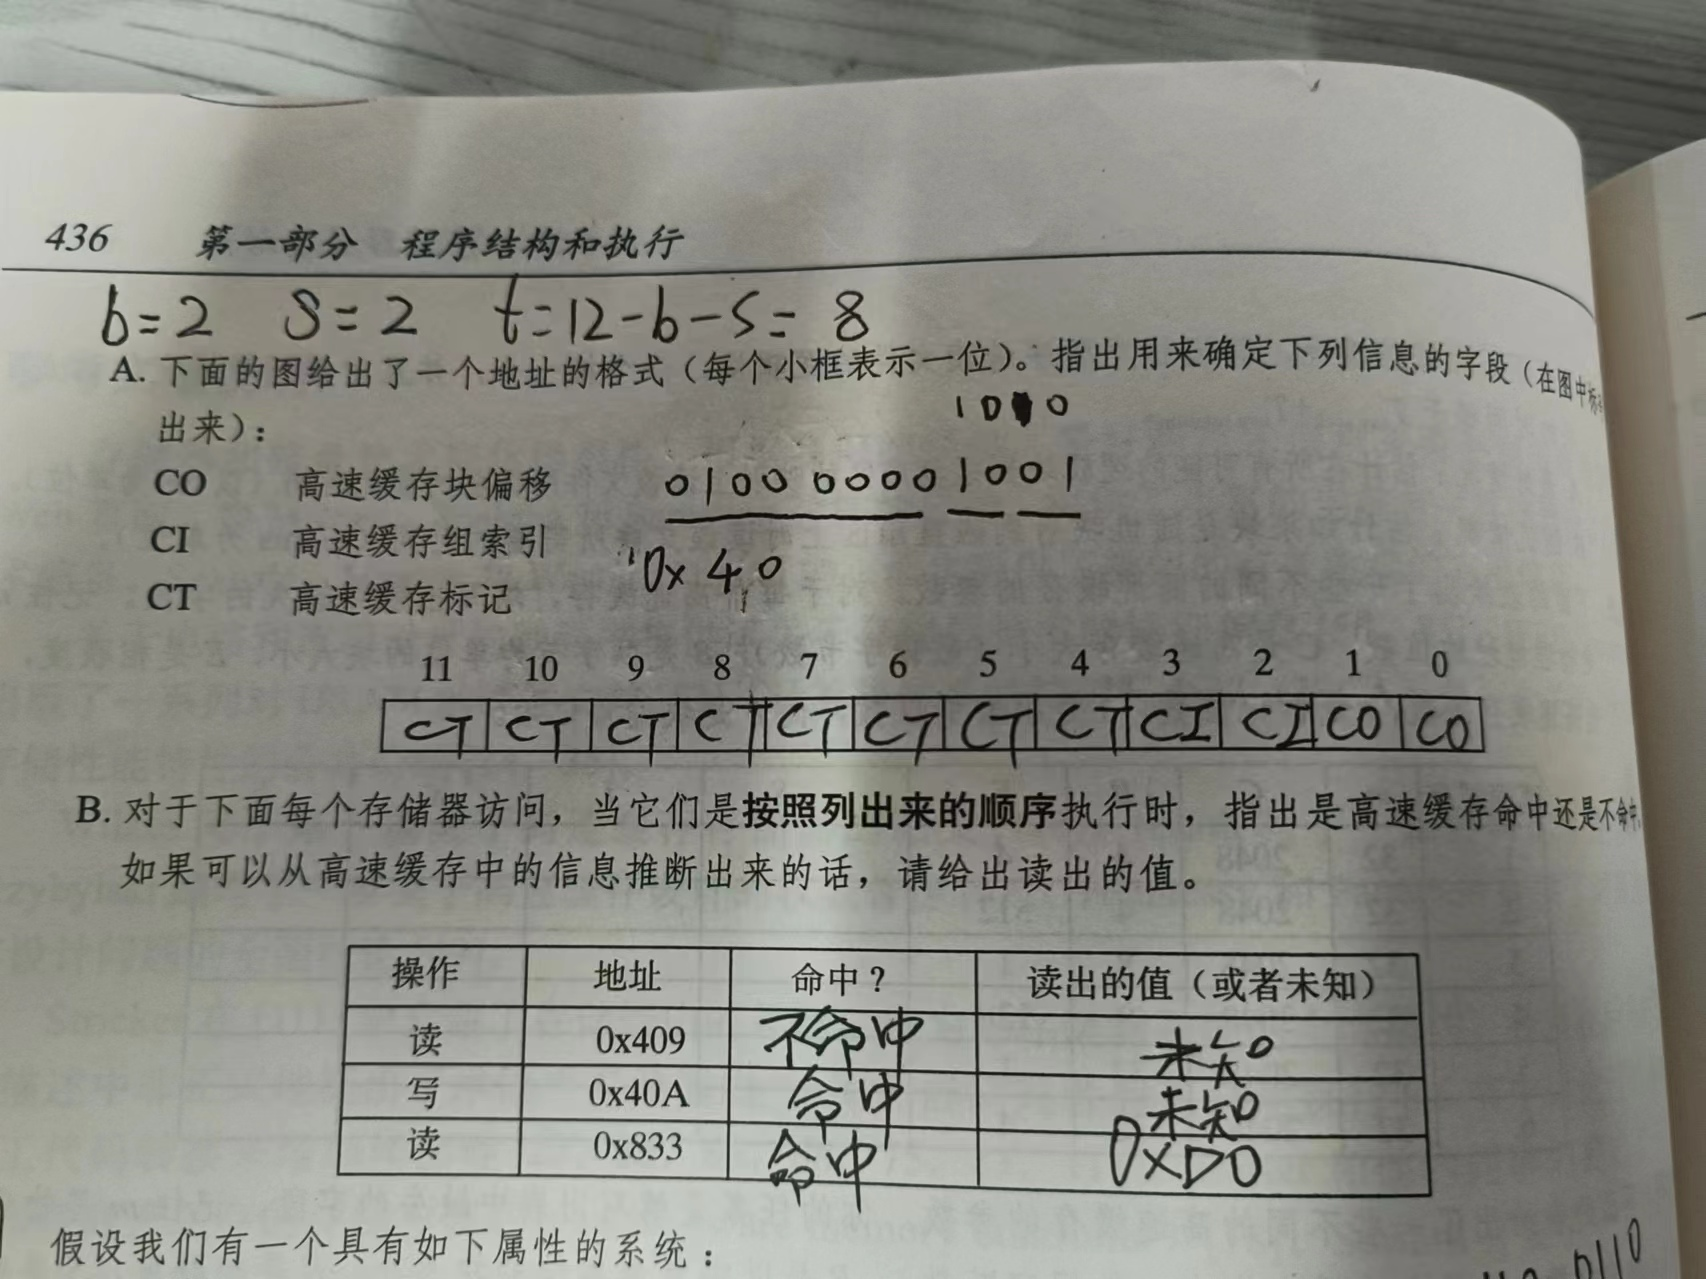 436 第一部分 程序结构和执行
b=2 S=2 t=12-b-s=8
A. 下面的图给出了一个地址的格式（每个小框表示一位）。指出用来确定下列信息的字段（在图中标
出来）：
CO 高速缓存块偏移 0100 0000 1001
CI 高速缓存组索引
0x40
CT 高速缓存标记
11 10 9 8 7 6 5 4 3 2 1 0
CT CT CT CT CT CT CT CT CI CI CO CO
B. 对于下面每个存储器访问，当它们是按照列出来的顺序执行时，指出是高速缓存命中还是不命中，
如果可以从高速缓存中的信息推断出来的话，请给出读出的值。
操作 地址 命中？ 读出的值（或者未知）
读 0x409 不命中 未知
写 0x40A 命中 未知
读 0x833 命中 0xD0
假设我们有一个具有如下属性的系统：
0110